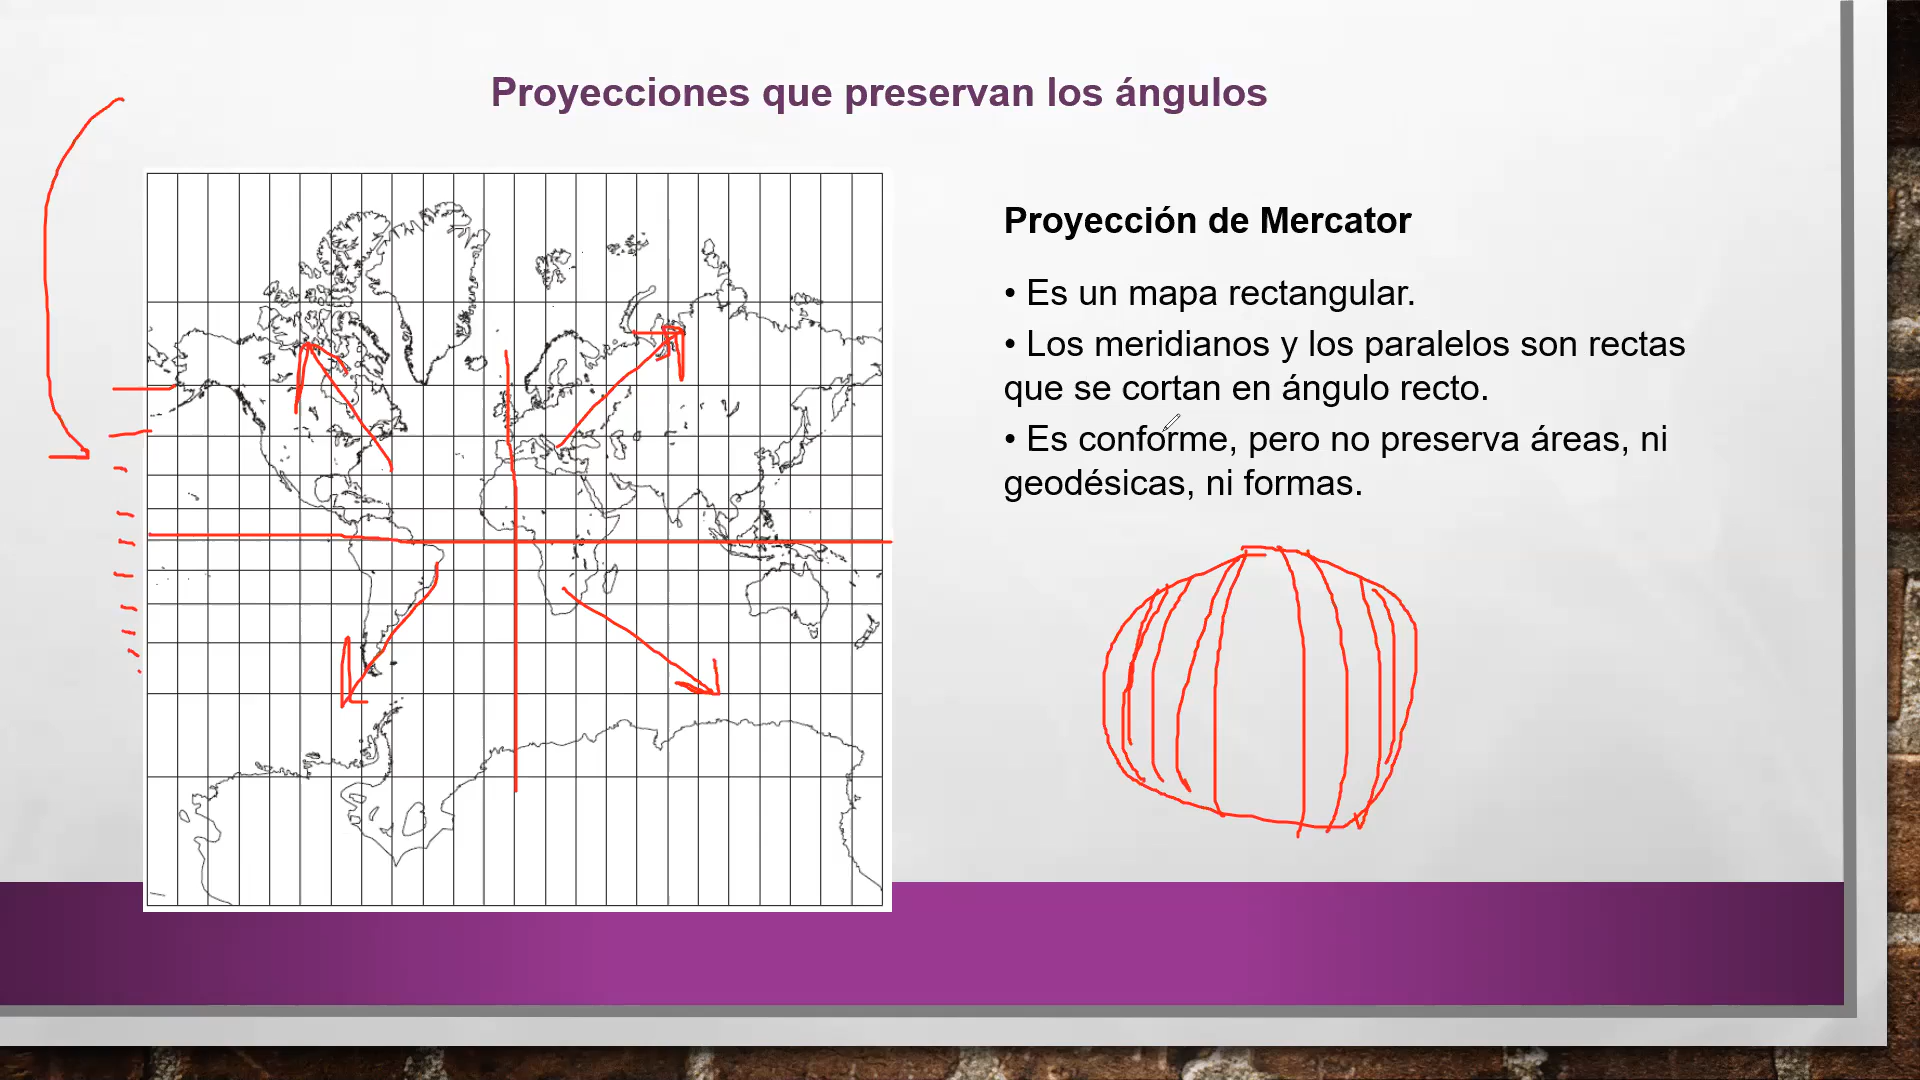 Proyecciones que preservan los ángulos
Proyección de Mercator
• Es un mapa rectangular.
• Los meridianos y los paralelos son rectas
que se cortan en ángulo recto.
• Es conforme, pero no preserva áreas, ni
geodésicas, ni formas.